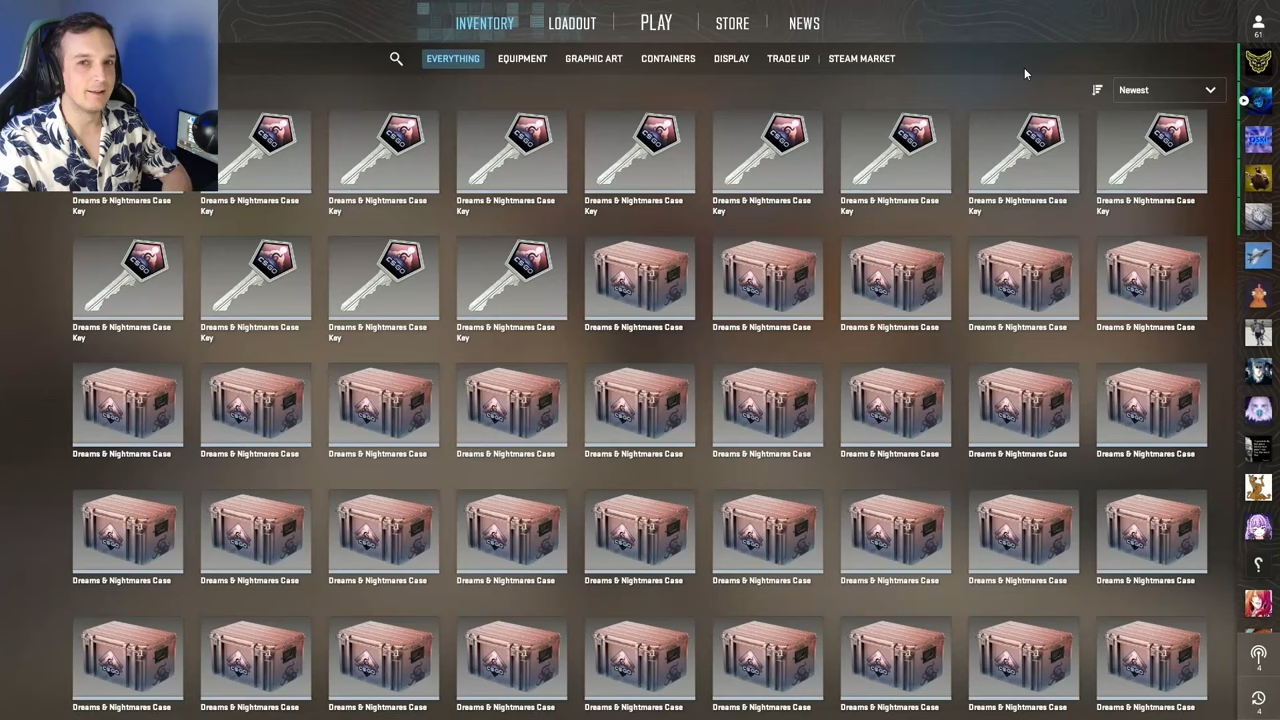 INVENTORY LOADOUT PLAY STORE NEWS
61
EVERYTHING EQUIPMENT GRAPHIC ART CONTAINERS DISPLAY TRADE UP STEAM MARKET
Newest
Dreams & Nightmares Case Dreams & Nightmares Case Dreams & Nightmares Case Dreams & Nightmares Case Dreams & Nightmares Case Dreams & Nightmares Case Dreams & Nightmares Case Dreams & Nightmares Case Dreams & Nightmares Case
Key Key Key Key Key Key Key Key Key
Dreams & Nightmares Case Dreams & Nightmares Case Dreams & Nightmares Case Dreams & Nightmares Case Dreams & Nightmares Case Dreams & Nightmares Case Dreams & Nightmares Case Dreams & Nightmares Case Dreams & Nightmares Case
Key Key Key Key
Dreams & Nightmares Case Dreams & Nightmares Case Dreams & Nightmares Case Dreams & Nightmares Case Dreams & Nightmares Case Dreams & Nightmares Case Dreams & Nightmares Case Dreams & Nightmares Case Dreams & Nightmares Case
Dreams & Nightmares Case Dreams & Nightmares Case Dreams & Nightmares Case Dreams & Nightmares Case Dreams & Nightmares Case Dreams & Nightmares Case Dreams & Nightmares Case Dreams & Nightmares Case Dreams & Nightmares Case
4
Dreams & Nightmares Case Dreams & Nightmares Case Dreams & Nightmares Case Dreams & Nightmares Case Dreams & Nightmares Case Dreams & Nightmares Case Dreams & Nightmares Case Dreams & Nightmares Case Dreams & Nightmares Case
4